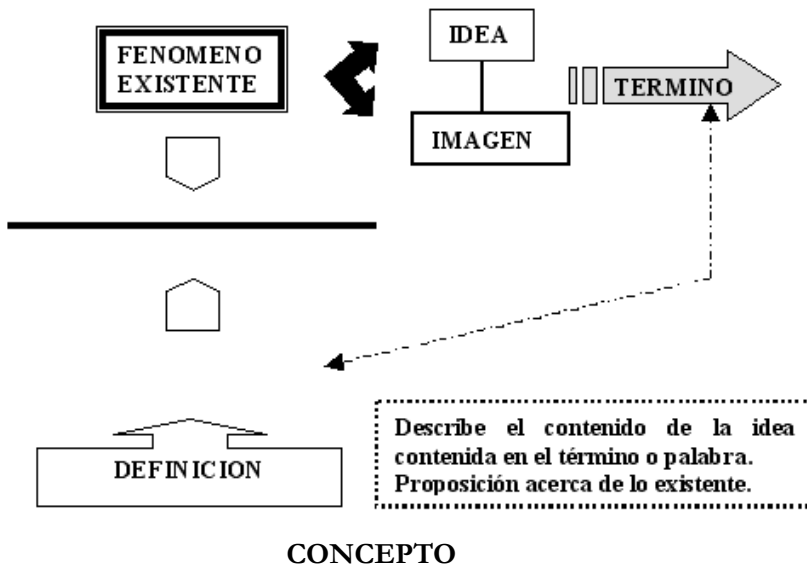 FENOMENO
EXISTENTE
IDEA
IMAGEN
TERMINO
DEFINICION
Describe el contenido de la idea
contenida en el término o palabra.
Proposición acerca de lo existente.
CONCEPTO